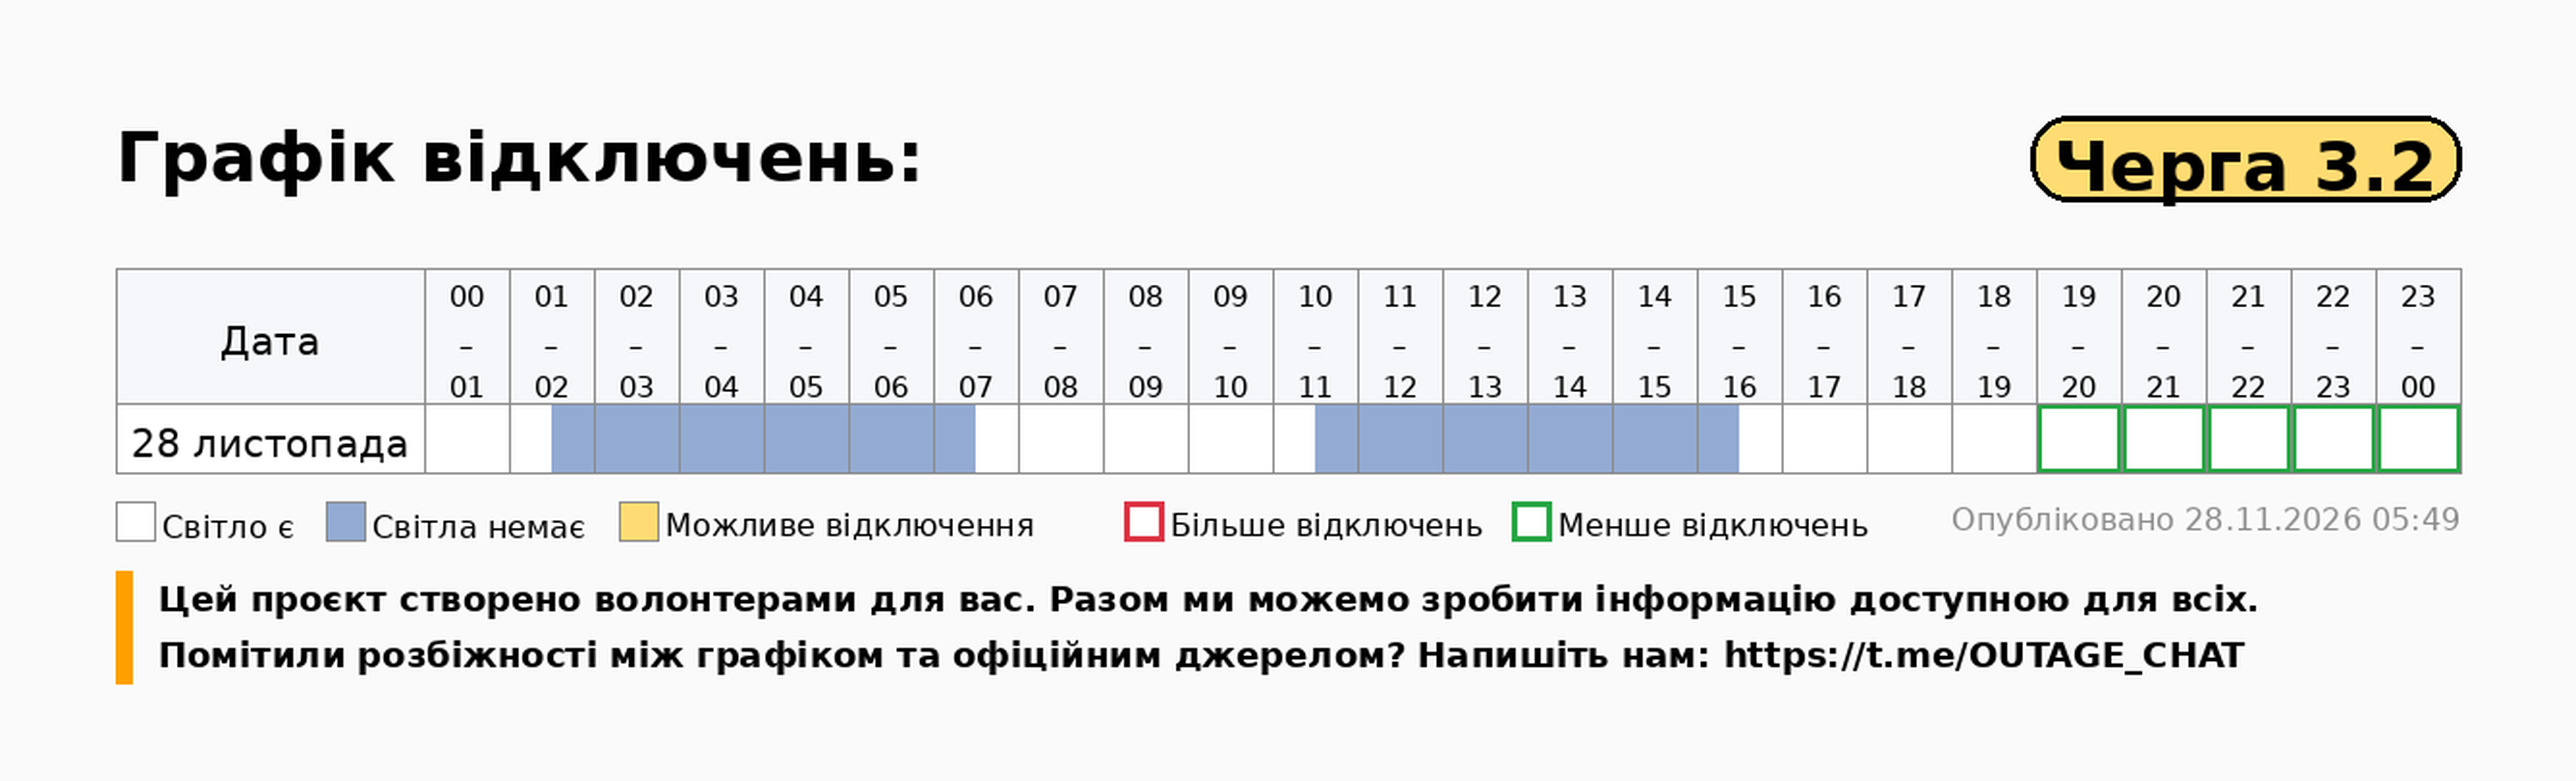 Графік відключень:
Черга 3.2
Дата
00 – 01
01 – 02
02 – 03
03 – 04
04 – 05
05 – 06
06 – 07
07 – 08
08 – 09
09 – 10
10 – 11
11 – 12
12 – 13
13 – 14
14 – 15
15 – 16
16 – 17
17 – 18
18 – 19
19 – 20
20 – 21
21 – 22
22 – 23
23 – 00
28 листопада
Світло є
Світла немає
Можливе відключення
Більше відключень
Менше відключень
Опубліковано 28.11.2026 05:49
Цей проєкт створено волонтерами для вас. Разом ми можемо зробити інформацію доступною для всіх.
Помітили розбіжності між графіком та офіційним джерелом? Напишіть нам: https://t.me/OUTAGE_CHAT